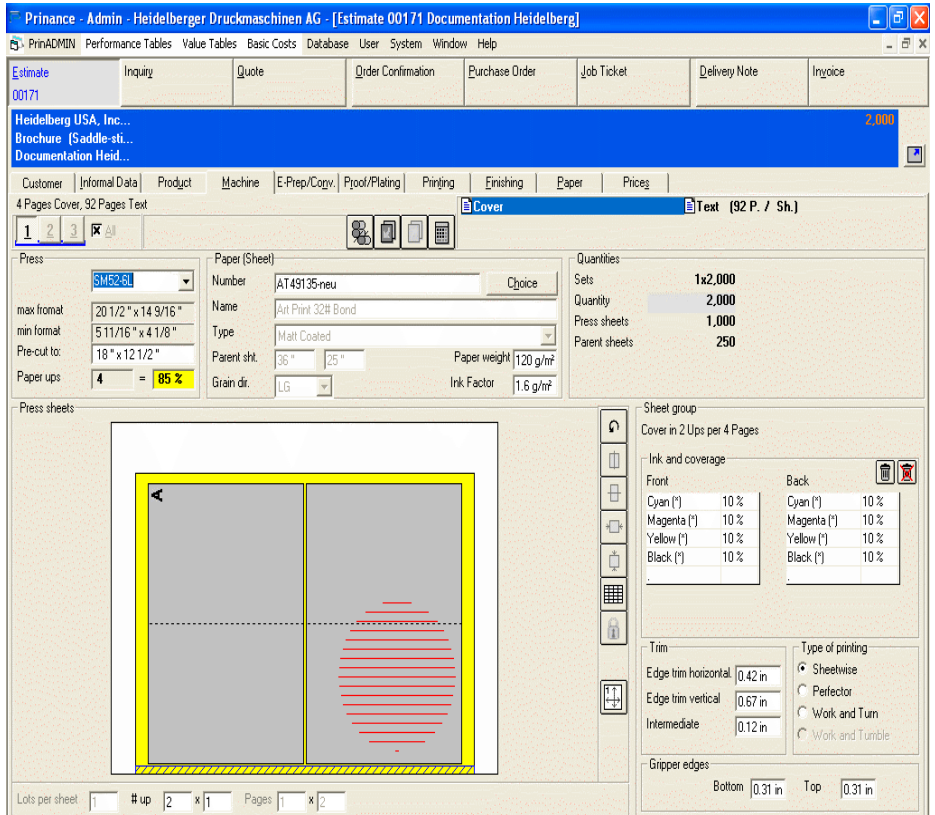 Prinance - Admin - Heidelberger Druckmaschinen AG - [Estimate 00171 Documentation Heidelberg]
PrinADMIN Performance Tables Value Tables Basic Costs Database User System Window Help
Estimate Inquiry Quote Order Confirmation Purchase Order Job Ticket Delivery Note Invoice
00171
Heidelberg USA, Inc... 2,000
Brochure (Saddle-sti...
Documentation Heid...
Customer Informal Data Product Machine E-Prep/Conv. Proof/Plating Printing Finishing Paper Prices
4 Pages Cover, 92 Pages Text
Cover Text (92 P. / Sh.)
1 2 3 All
Press
SM52-6L
max fromat 20 1/2 " x 14 9/16 "
min format 5 11/16 " x 4 1/8 "
Pre-cut to: 18 " x 12 1/2 "
Paper ups 4 = 85 %
Paper (Sheet)
Number AT49135-neu Choice
Name Art Print 32# Bond
Type Matt Coated
Parent sht. 36 " 25 " Paper weight 120 g/m²
Grain dir. LG Ink Factor 1.6 g/m²
Quantities
Sets 1x2,000
Quantity 2,000
Press sheets 1,000
Parent sheets 250
Press sheets
A
Lots per sheet 1 # up 2 x 1 Pages 1 x 2
Sheet group
Cover in 2 Ups per 4 Pages
Ink and coverage
Front Back
Cyan (*) 10 % Cyan (*) 10 %
Magenta (*) 10 % Magenta (*) 10 %
Yellow (*) 10 % Yellow (*) 10 %
Black (*) 10 % Black (*) 10 %
. .
Trim
Edge trim horizontal 0.42 in
Edge trim vertical 0.67 in
Intermediate 0.12 in
Type of printing
Sheetwise
Perfector
Work and Turn
Work and Tumble
Gripper edges
Bottom 0.31 in Top 0.31 in